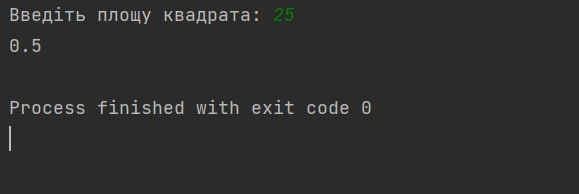 Введіть площу квадрата: 25
0.5
Process finished with exit code 0